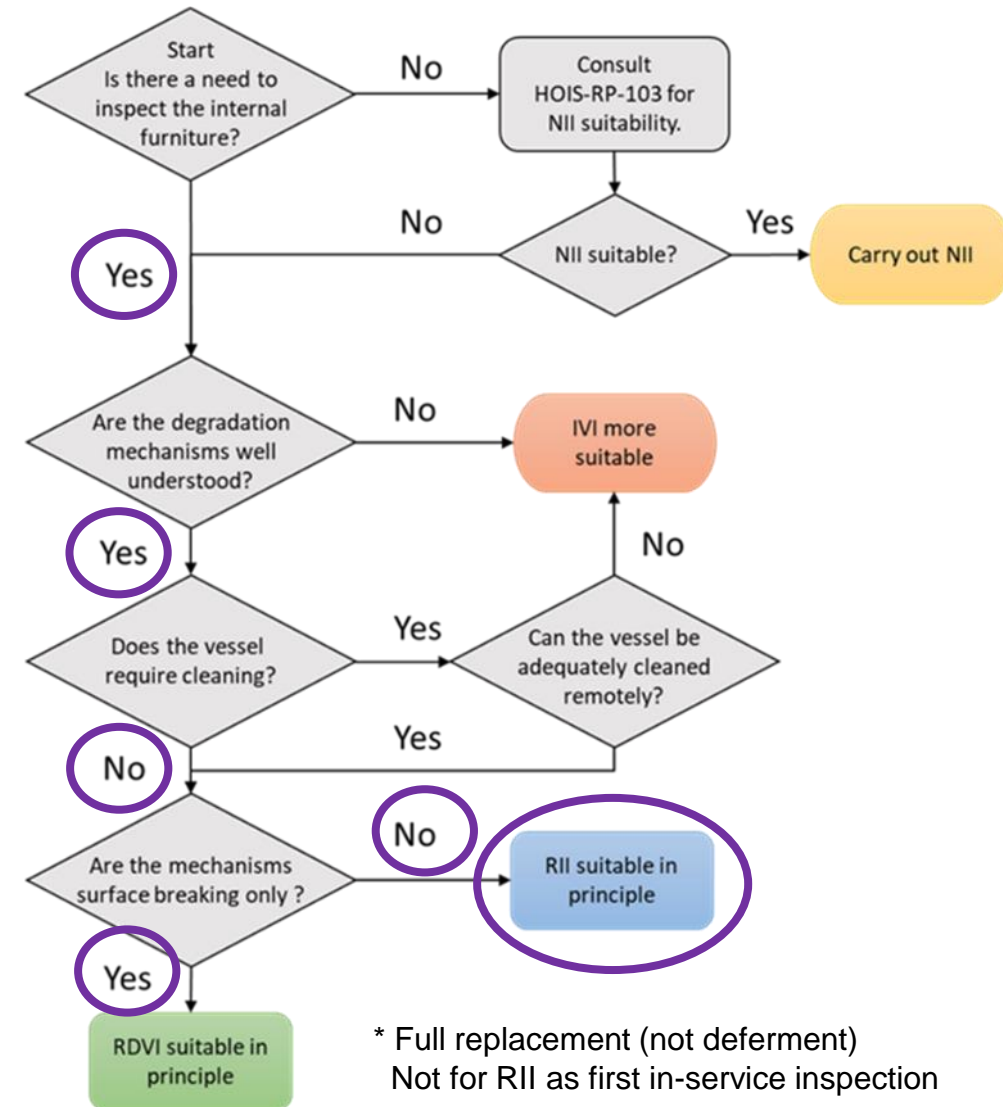 Start
Is there a need to
inspect the internal
furniture?
No
Consult
HOIS-RP-103 for
NII suitability.
No
NII suitable?
Yes
Carry out NII
Yes
Are the degradation
mechanisms well
understood?
No
IVI more
suitable
Yes
No
Does the vessel
require cleaning?
Yes
Can the vessel be
adequately cleaned
remotely?
Yes
No
No
Are the mechanisms
surface breaking only ?
RII suitable in
principle
Yes
RDVI suitable in
principle
* Full replacement (not deferment)
Not for RII as first in-service inspection